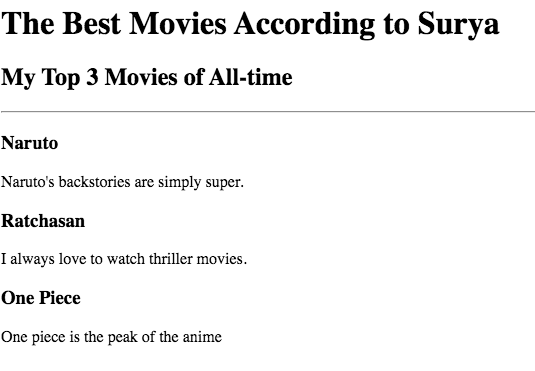 The Best Movies According to Surya
My Top 3 Movies of All-time
Naruto
Naruto's backstories are simply super.
Ratchasan
I always love to watch thriller movies.
One Piece
One piece is the peak of the anime